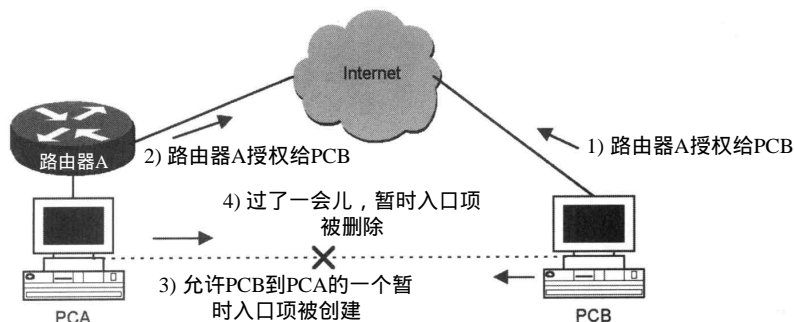 Internet
路由器A
2) 路由器A授权给PCB
1) 路由器A授权给PCB
4) 过了一会儿，暂时入口项
被删除
3) 允许PCB到PCA的一个暂
时入口项被创建
PCA
PCB